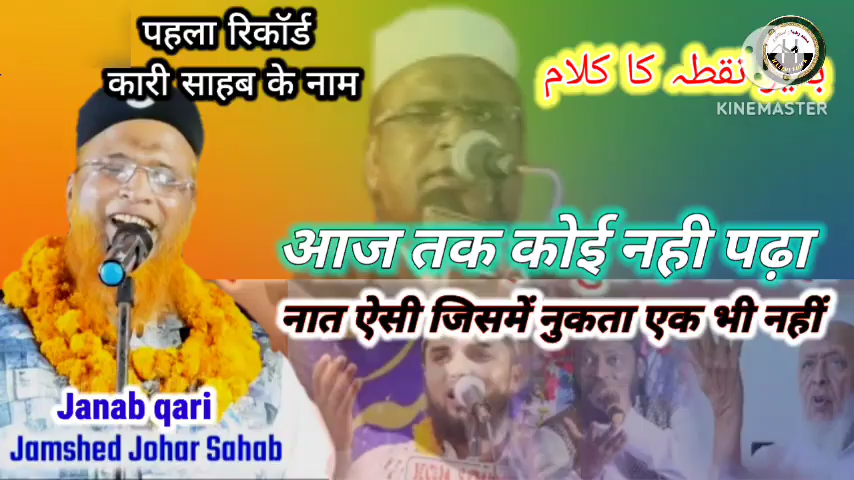 पहला रिकॉर्ड
कारी साहब के नाम
نقطہ کا کلام
KINEMASTER
आज तक कोई नही पढ़ा
नात ऐसी जिसमें नुकता एक भी नहीं
Janab qari
Jamshed Johar Sahab